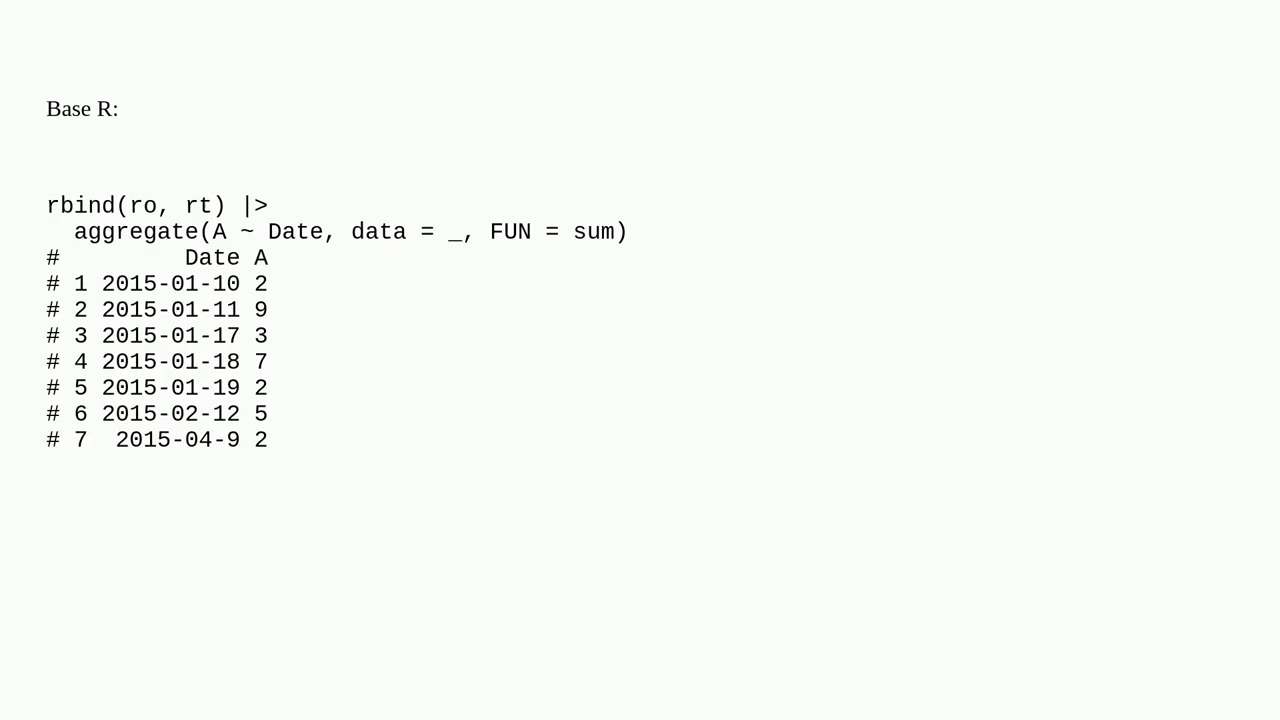 Base R:
rbind(ro, rt) |>
  aggregate(A ~ Date, data = _, FUN = sum)
#         Date A
# 1 2015-01-10 2
# 2 2015-01-11 9
# 3 2015-01-17 3
# 4 2015-01-18 7
# 5 2015-01-19 2
# 6 2015-02-12 5
# 7  2015-04-9 2